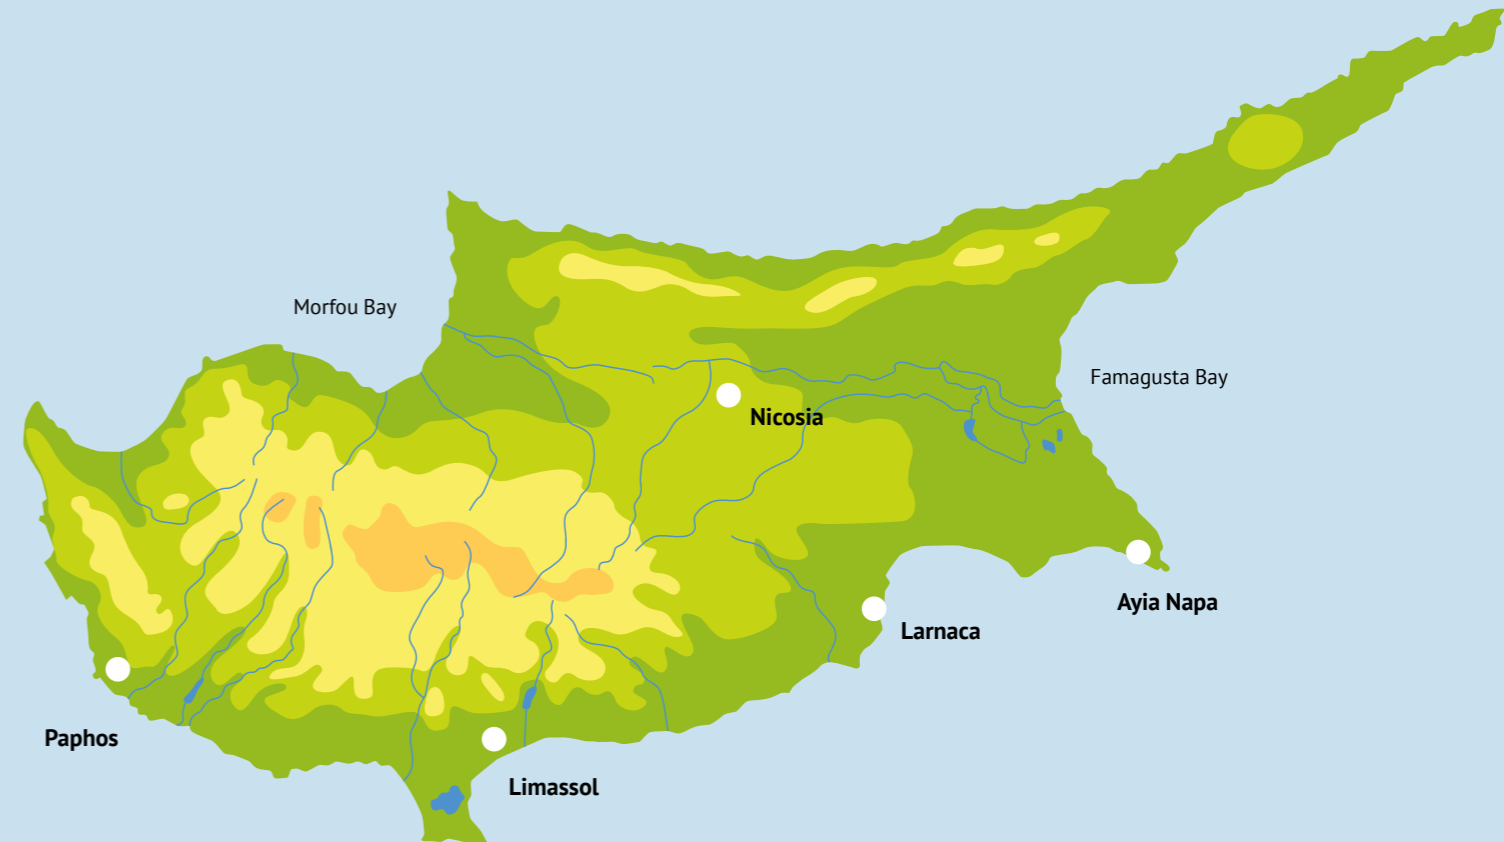 Morfou Bay
Famagusta Bay
Nicosia
Ayia Napa
Larnaca
Paphos
Limassol